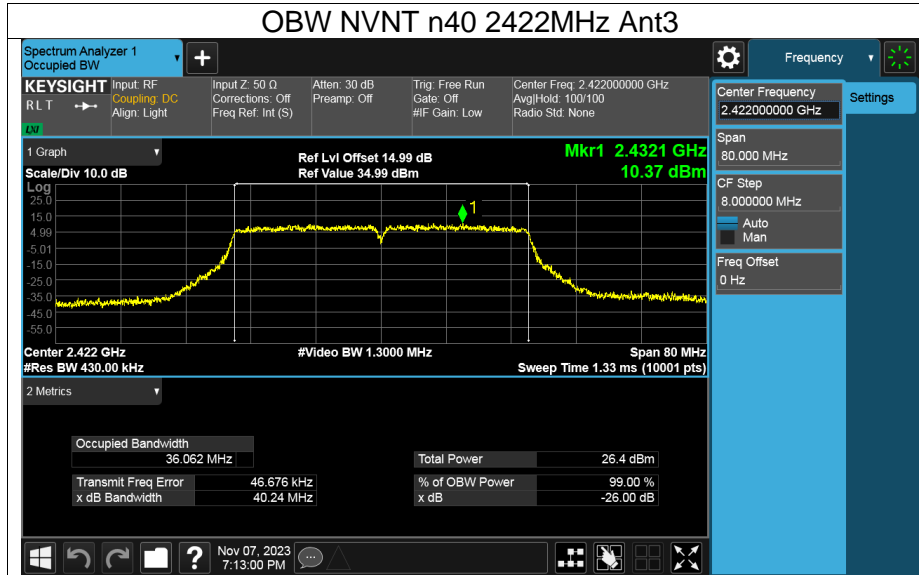 OBW NVNT n40 2422MHz Ant3
Spectrum Analyzer 1
Occupied BW
Frequency
KEYSIGHT
R L T
LXI
Input: RF
Coupling: DC
Align: Light
Input Z: 50 Ω
Corrections: Off
Freq Ref: Int (S)
Atten: 30 dB
Preamp: Off
Trig: Free Run
Gate: Off
#IF Gain: Low
Center Freq: 2.422000000 GHz
Avg|Hold: 100/100
Radio Std: None
Center Frequency
2.422000000 GHz
Settings
Span
80.000 MHz
CF Step
8.000000 MHz
Auto
Man
Freq Offset
0 Hz
1 Graph
Ref Lvl Offset 14.99 dB
Mkr1 2.4321 GHz
Scale/Div 10.0 dB
Ref Value 34.99 dBm
10.37 dBm
Log
25.0
15.0
4.99
-5.01
-15.0
-25.0
-35.0
-45.0
-55.0
1
Center 2.422 GHz
#Video BW 1.3000 MHz
Span 80 MHz
#Res BW 430.00 kHz
Sweep Time 1.33 ms (10001 pts)
2 Metrics
Occupied Bandwidth
36.062 MHz
Total Power 26.4 dBm
Transmit Freq Error 46.676 kHz
% of OBW Power 99.00 %
x dB Bandwidth 40.24 MHz
x dB -26.00 dB
?
Nov 07, 2023
7:13:00 PM